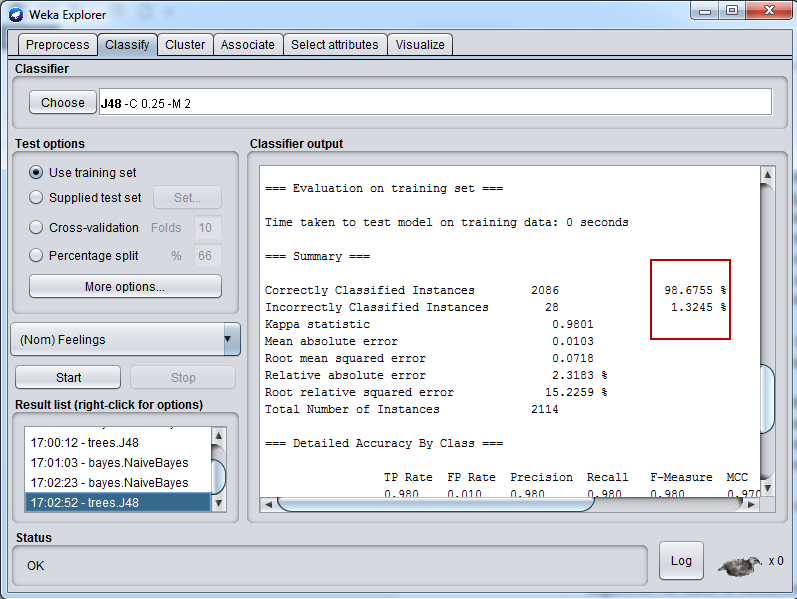 Weka Explorer
Preprocess Classify Cluster Associate Select attributes Visualize
Classifier
Choose J48 -C 0.25 -M 2
Test options
Use training set
Supplied test set Set...
Cross-validation Folds 10
Percentage split % 66
More options...
(Nom) Feelings
Start Stop
Result list (right-click for options)
17:00:12 - trees.J48
17:01:03 - bayes.NaiveBayes
17:02:23 - bayes.NaiveBayes
17:02:52 - trees.J48
Classifier output
=== Evaluation on training set ===
Time taken to test model on training data: 0 seconds
=== Summary ===
Correctly Classified Instances 2086 98.6755 %
Incorrectly Classified Instances 28 1.3245 %
Kappa statistic 0.9801
Mean absolute error 0.0103
Root mean squared error 0.0718
Relative absolute error 2.3183 %
Root relative squared error 15.2259 %
Total Number of Instances 2114
=== Detailed Accuracy By Class ===
TP Rate FP Rate Precision Recall F-Measure MCC
0.980 0.010 0.980 0.980 0.980 0.970
Status
OK
Log x 0